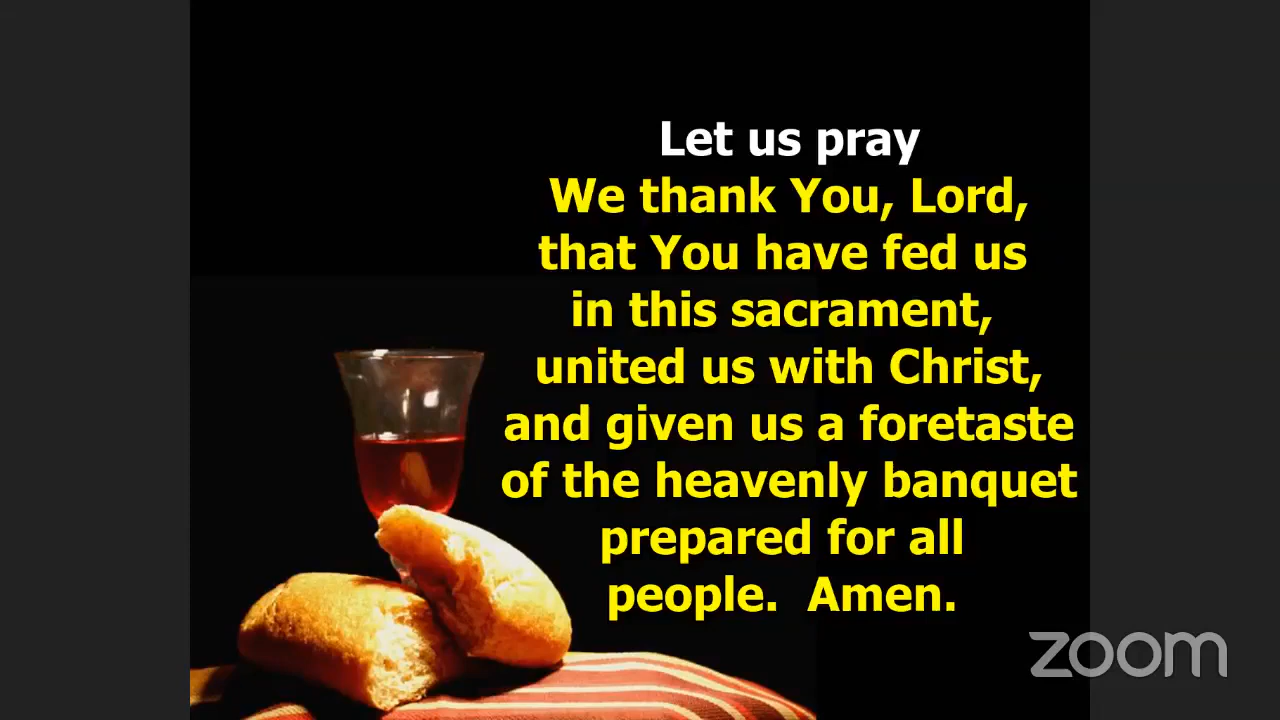 Let us pray
We thank You, Lord,
that You have fed us
in this sacrament,
united us with Christ,
and given us a foretaste
of the heavenly banquet
prepared for all
people.  Amen.
zoom